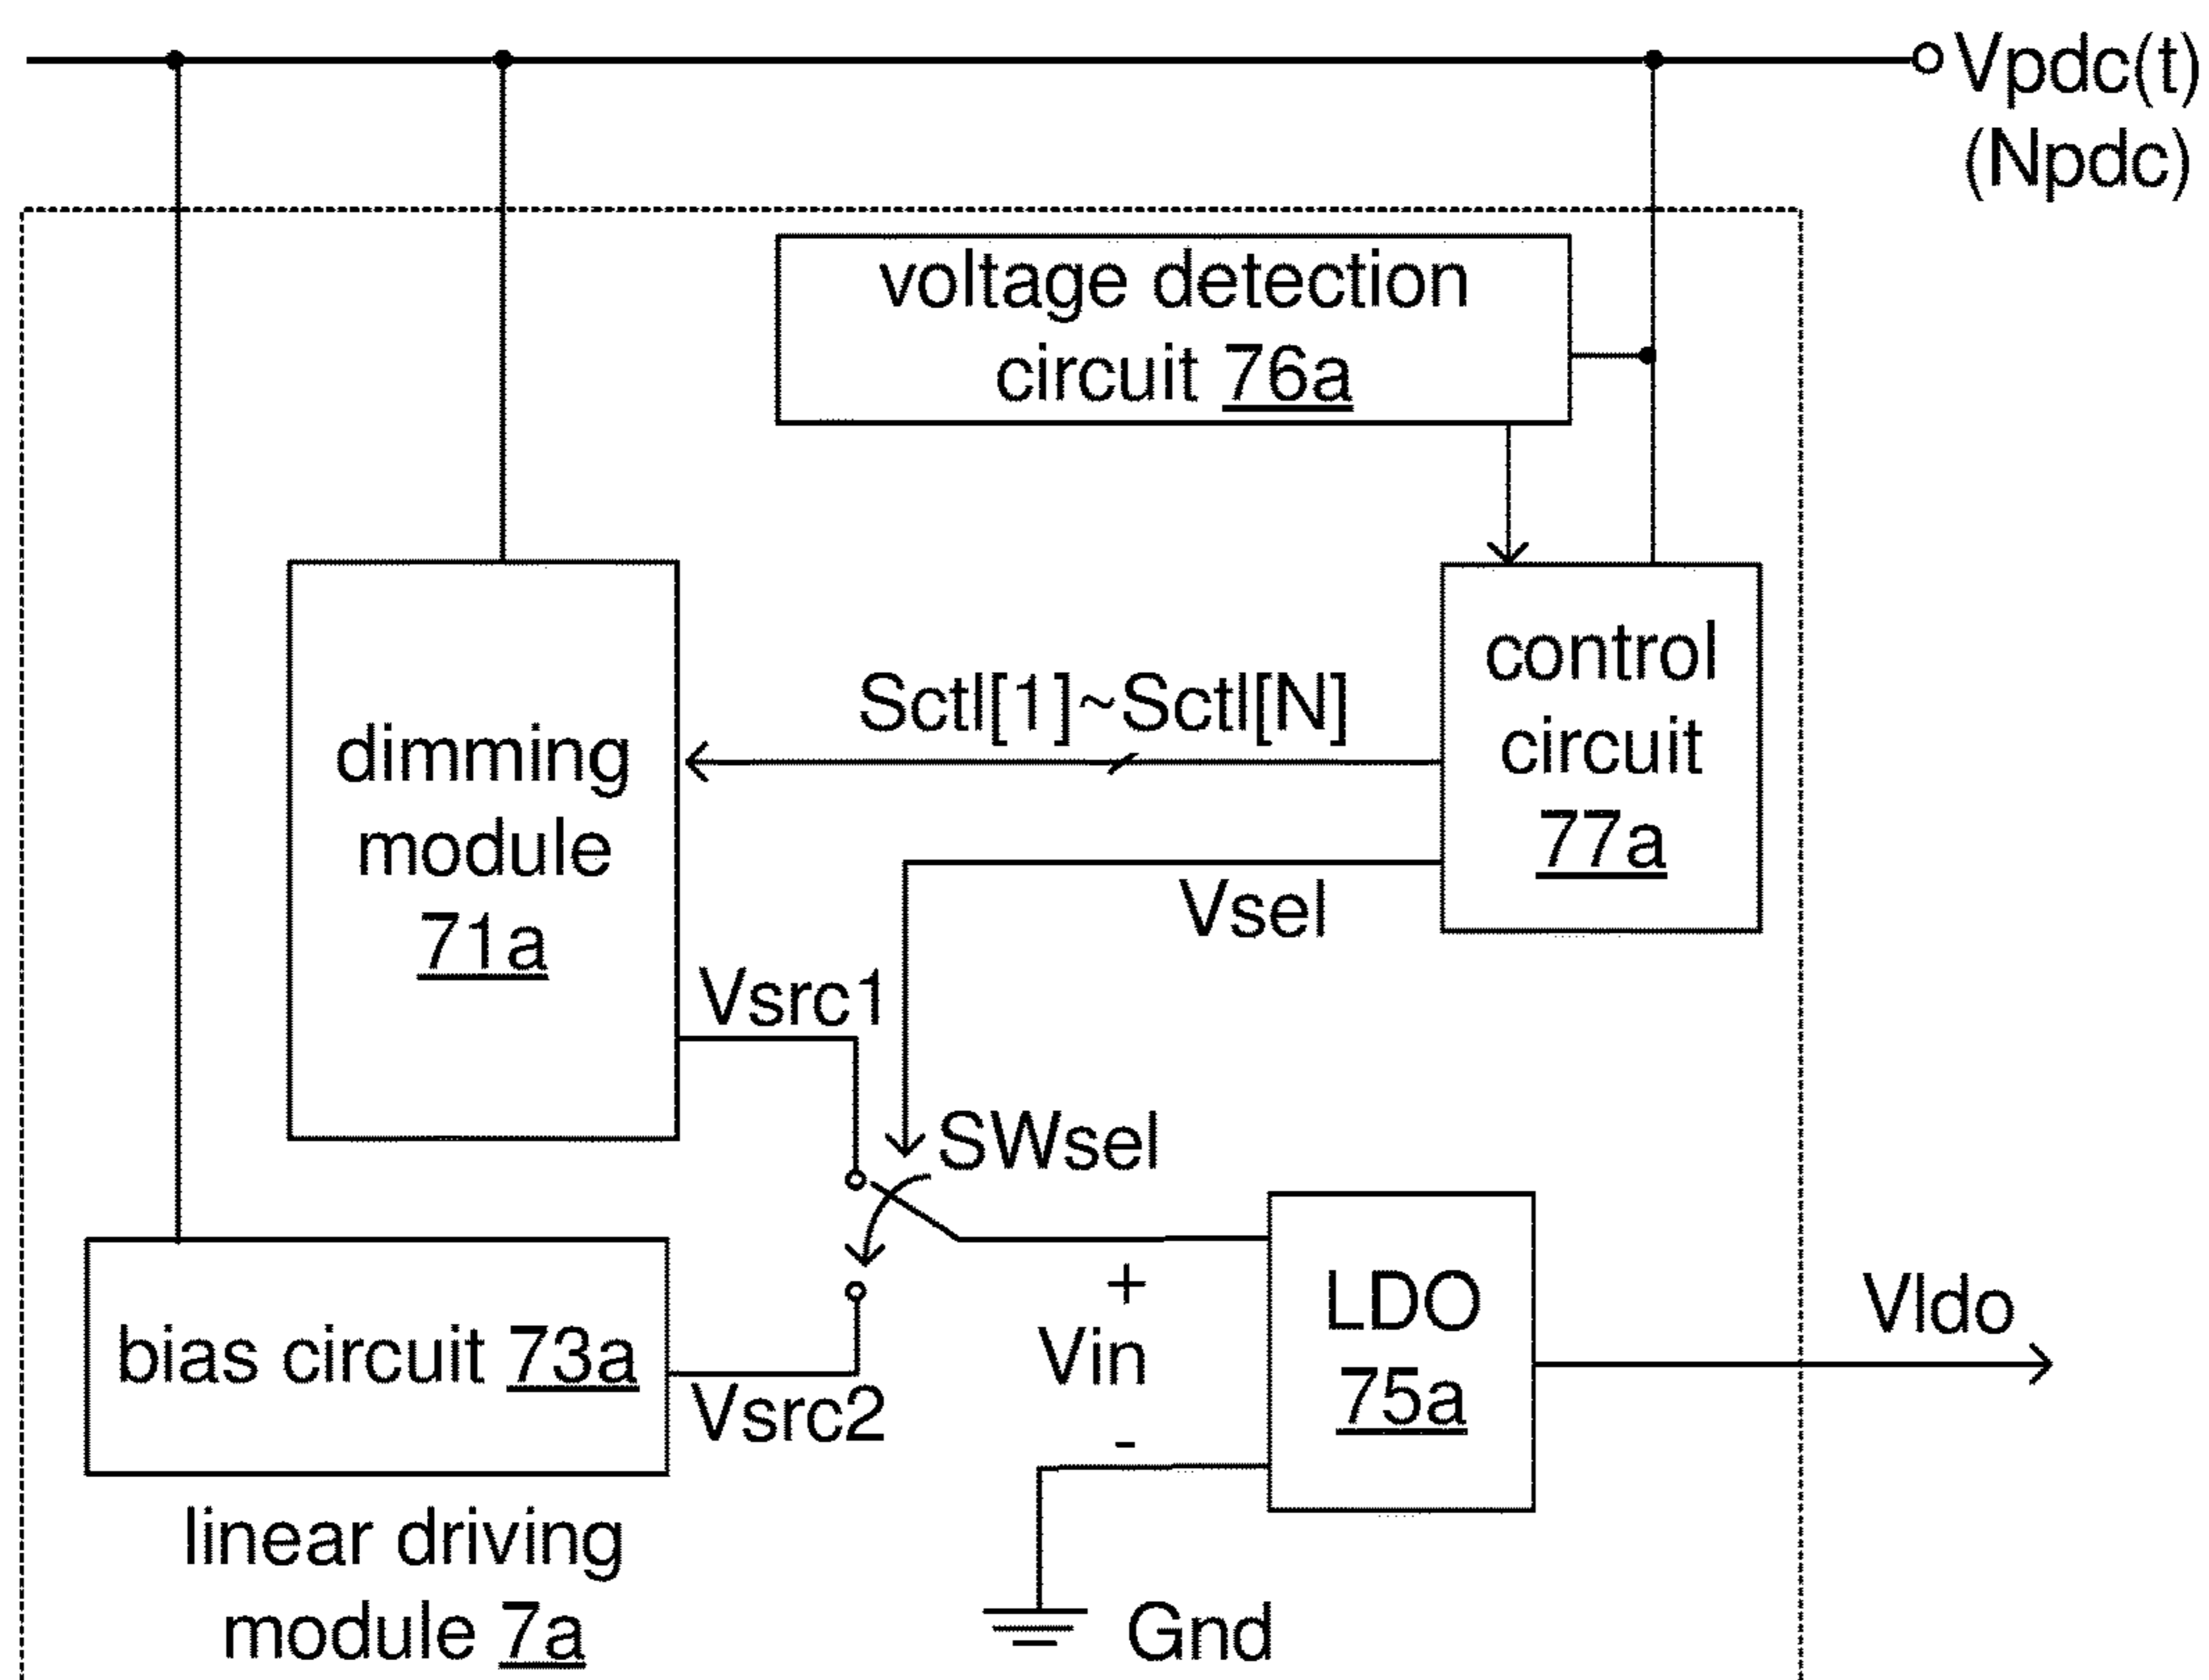 Vpdc(t)
(Npdc)
voltage detection
circuit 76a
control
circuit
77a
Sctl[1]~Sctl[N]
dimming
module
71a
Vsel
Vsrc1
SWsel
LDO
75a
Vldo
+
Vin
-
bias circuit 73a
Vsrc2
linear driving
module 7a
Gnd